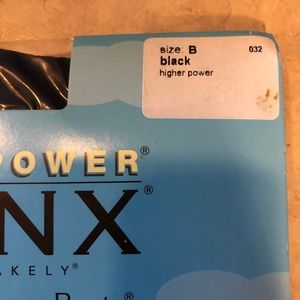 size: B 032
black
higher power
POWER®
NX®
AKELY®